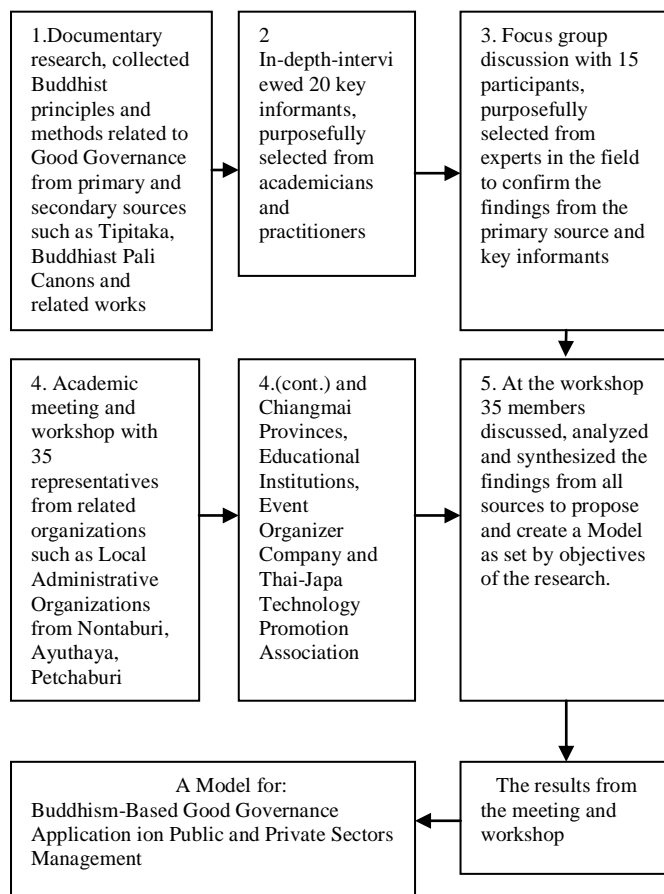 1.Documentary
research, collected
Buddhist
principles and
methods related to
Good Governance
from primary and
secondary sources
such as Tipitaka,
Buddhiast Pali
Canons and
related works
2
In-depth-intervi
ewed 20 key
informants,
purposefully
selected from
academicians
and
practitioners
3. Focus group
discussion with 15
participants,
purposefully
selected from
experts in the field
to confirm the
findings from the
primary source and
key informants
4. Academic
meeting and
workshop with
35
representatives
from related
organizations
such as Local
Administrative
Organizations
from Nontaburi,
Ayuthaya,
Petchaburi
4.(cont.) and
Chiangmai
Provinces,
Educational
Institutions,
Event
Organizer
Company and
Thai-Japa
Technology
Promotion
Association
5. At the workshop
35 members
discussed, analyzed
and synthesized the
findings from all
sources to propose
and create a Model
as set by objectives
of the research.
A Model for:
Buddhism-Based Good Governance
Application ion Public and Private Sectors
Management
The results from
the meeting and
workshop